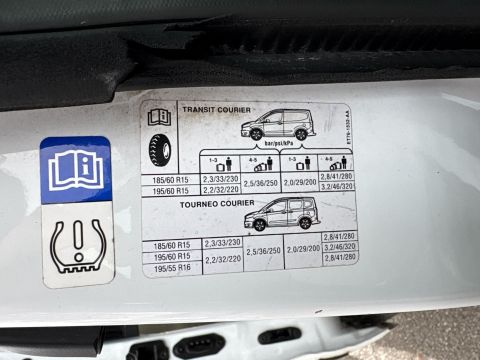 TRANSIT COURIER
bar/psi/kPa
1-3 4-5 1-3 4-5
185/60 R15 2,3/33/230 2,5/36/250 2.0/29/200 2,8/41/280
195/60 R15 2,2/32/220 3.2/46/320
TOURNEO COURIER
185/60 R15 2,3/33/230 2,5/36/250 2.0/29/200 2,8/41/280
195/60 R15 2,2/32/220 3.2/46/320
195/55 R16 2,8/41/280
ET76-1532-AA